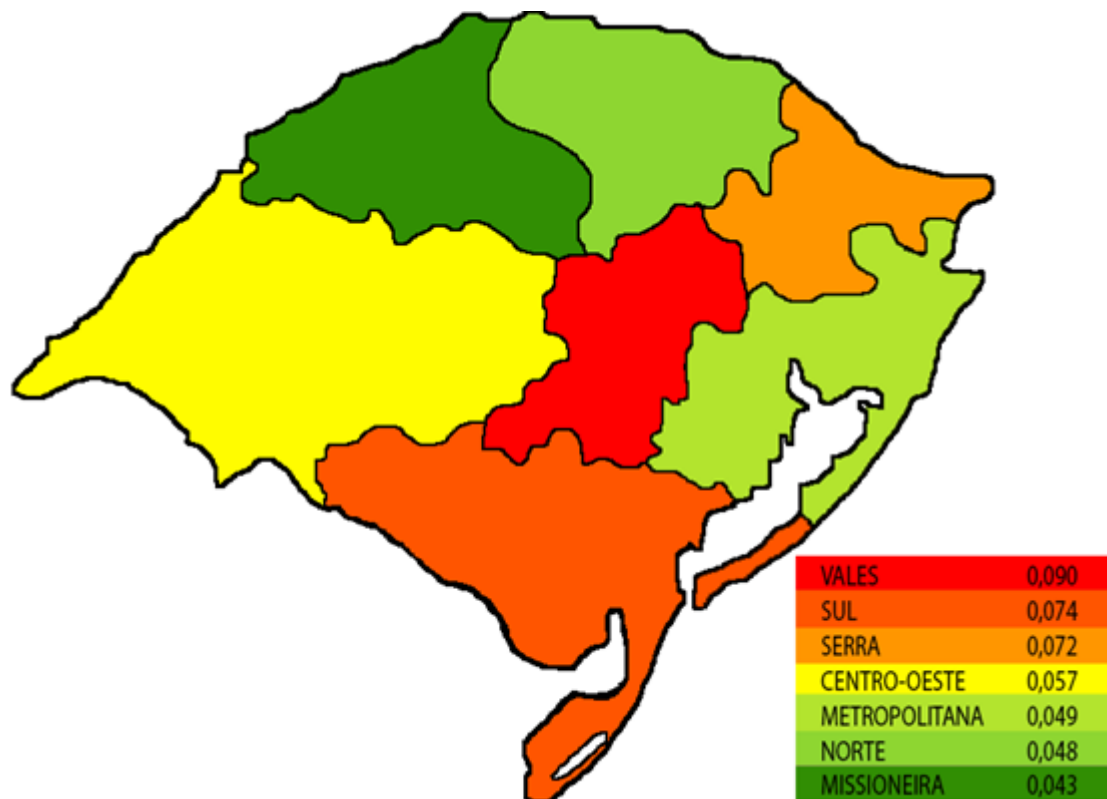 VALES 0,090
SUL 0,074
SERRA 0,072
CENTRO-OESTE 0,057
METROPOLITANA 0,049
NORTE 0,048
MISSIONEIRA 0,043